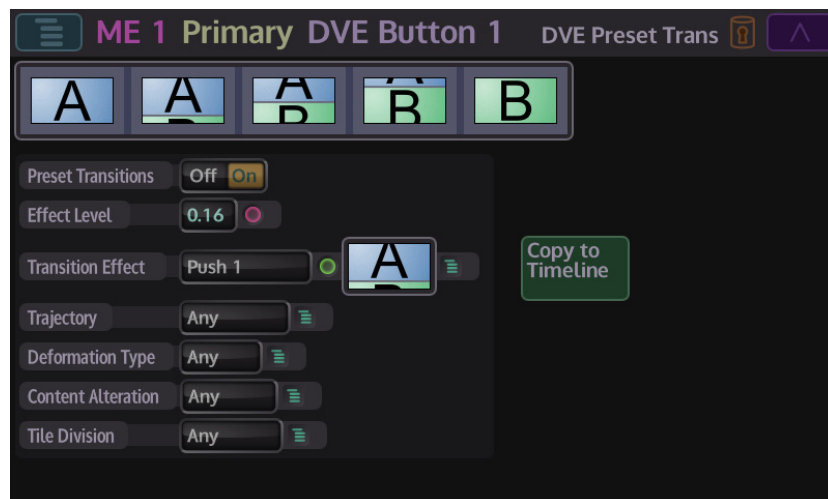 ME 1 Primary DVE Button 1 DVE Preset Trans
A A B A B A B B
Preset Transitions Off On
Effect Level 0.16
Transition Effect Push 1 A B
Copy to
Timeline
Trajectory Any
Deformation Type Any
Content Alteration Any
Tile Division Any